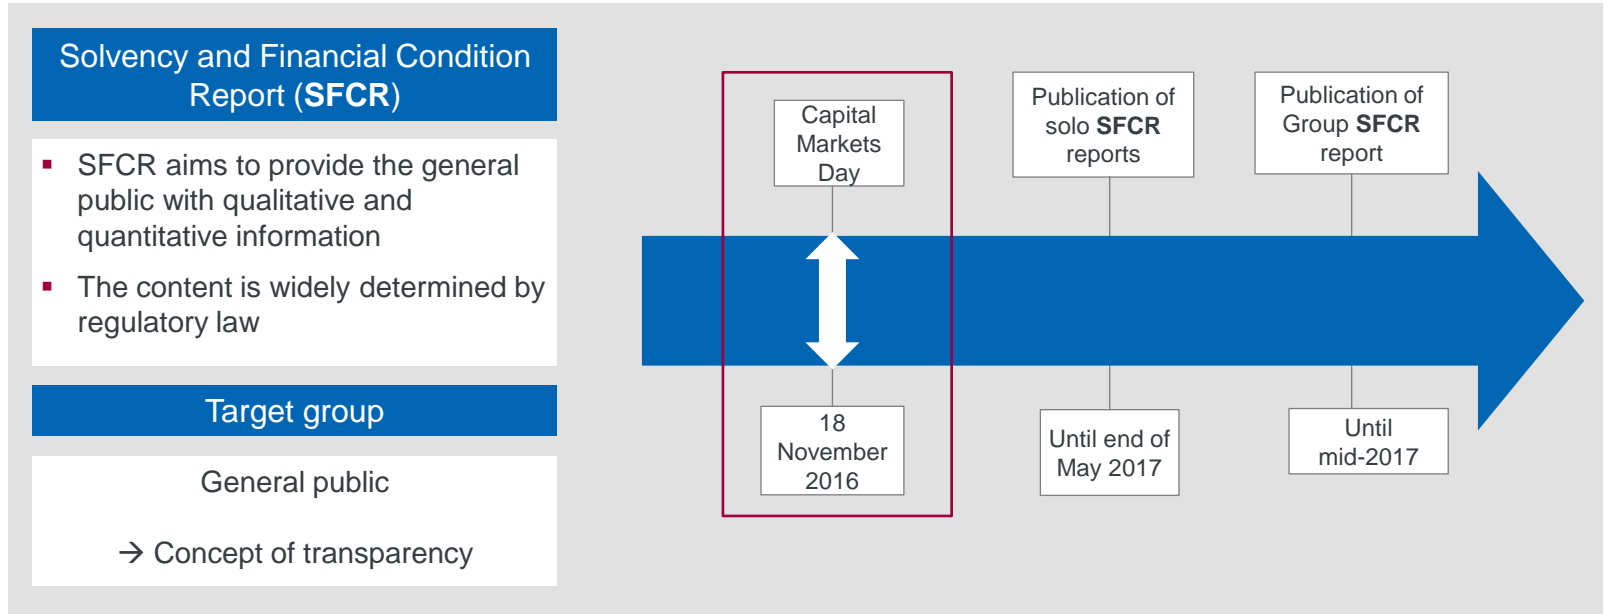 Solvency and Financial Condition
Report (SFCR)
▪ SFCR aims to provide the general
public with qualitative and
quantitative information
▪ The content is widely determined by
regulatory law
Target group
General public
→ Concept of transparency
Capital
Markets
Day
Publication of
solo SFCR
reports
Publication of
Group SFCR
report
18
November
2016
Until end of
May 2017
Until
mid-2017